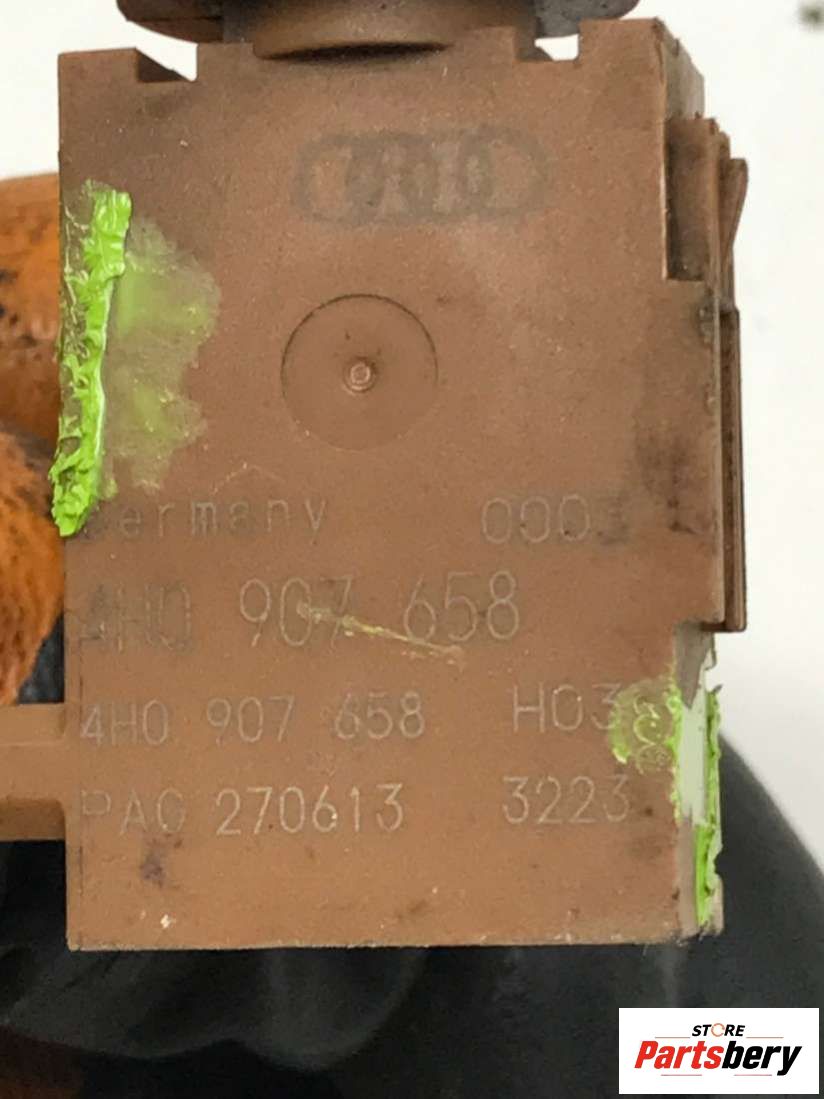 Germany 0003
4H0 907 658
4H0 907 658 H03
PAG 270613 3223
STORE
Partsbery